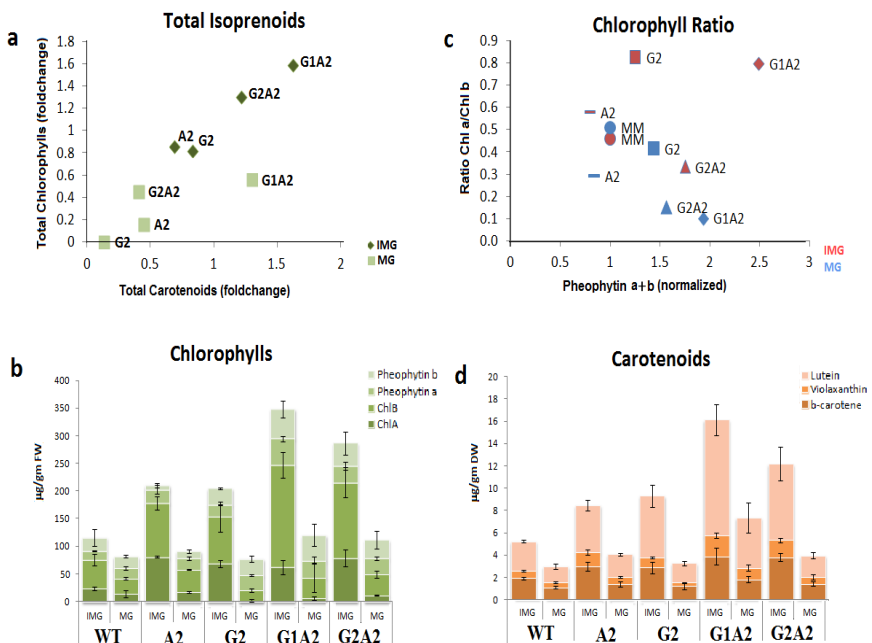 a
Total Isoprenoids
Total Chlorophylls (foldchange)
1.8
1.6
1.4
1.2
1
0.8
0.6
0.4
0.2
0
G1A2
G2A2
A2
G2
G1A2
G2A2
A2
G2
0
0.5
1
1.5
2
Total Carotenoids (foldchange)
IMG
MG
c
Chlorophyll Ratio
Ratio Chl a/Chl b
0.9
0.8
0.7
0.6
0.5
0.4
0.3
0.2
0.1
0.0
G2
G1A2
A2
MM
MM
G2
G2A2
A2
G2A2
G1A2
0
0.5
1
1.5
2
2.5
3
Pheophytin a+b (normalized)
IMG
MG
b
Chlorophylls
µg/gm FW
400
350
300
250
200
150
100
50
0
Pheophytin b
Pheophytin a
ChlB
ChlA
IMG MG IMG MG IMG MG IMG MG IMG MG
WT A2 G2 G1A2 G2A2
d
Carotenoids
µg/gm DW
20
18
16
14
12
10
8
6
4
2
0
Lutein
Violaxanthin
b-carotene
IMG MG IMG MG IMG MG IMG MG IMG MG
WT A2 G2 G1A2 G2A2